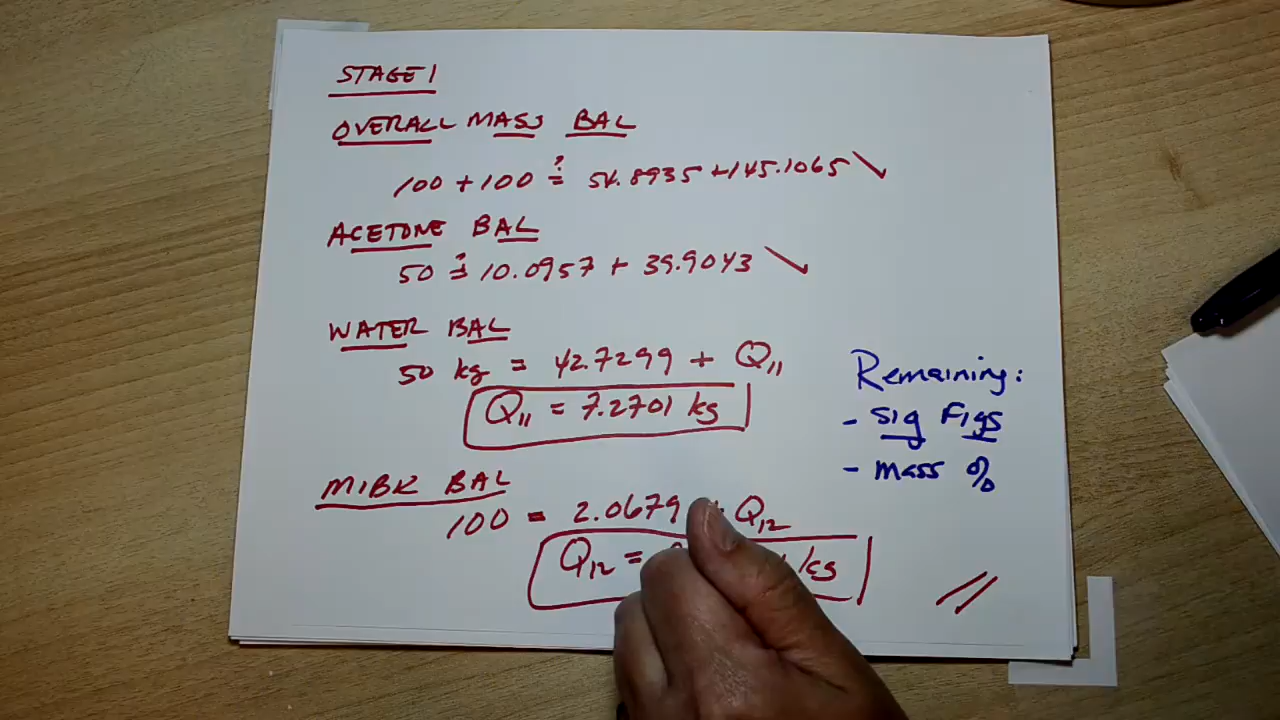 STAGE 1
OVERALL MASS BAL
100 + 100 ?= 54.8935 + 145.1065 \
ACETONE BAL
50 ?= 10.0957 + 39.9043 \
WATER BAL
50 kg = 42.7299 + Q11
Q11 = 7.2701 kg
Remaining:
- Sig Figs
- mass %
MIBK BAL
100 = 2.0679 + Q12
Q12 = kg
//